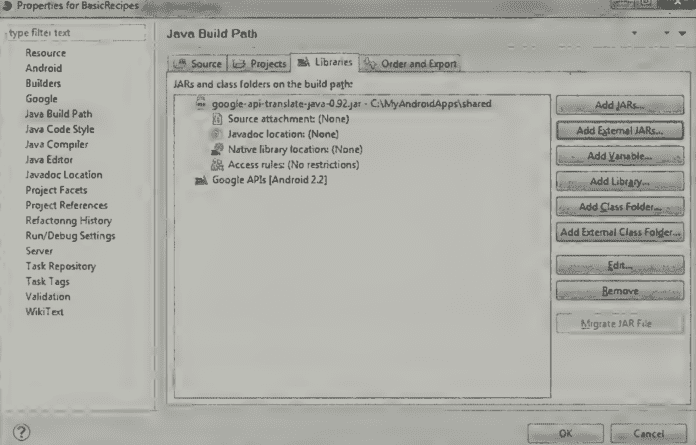 Properties for BasicRecipes
type filter text
Resource
Android
Builders
Google
Java Build Path
Java Code Style
Java Compiler
Java Editor
Javadoc Location
Project Facets
Project References
Refactoring History
Run/Debug Settings
Server
Task Repository
Task Tags
Validation
WikiText
Java Build Path
Source
Projects
Libraries
Order and Export
JARs and class folders on the build path:
google-api-translate-java-0.92.jar - C:\MyAndroidApps\shared
Source attachment: (None)
Javadoc location: (None)
Native library location: (None)
Access rules: (No restrictions)
Google APIs [Android 2.2]
Add JARs...
Add External JARs...
Add Variable...
Add Library...
Add Class Folder...
Add External Class Folder...
Edit...
Remove
Migrate JAR File
?
OK
Cancel